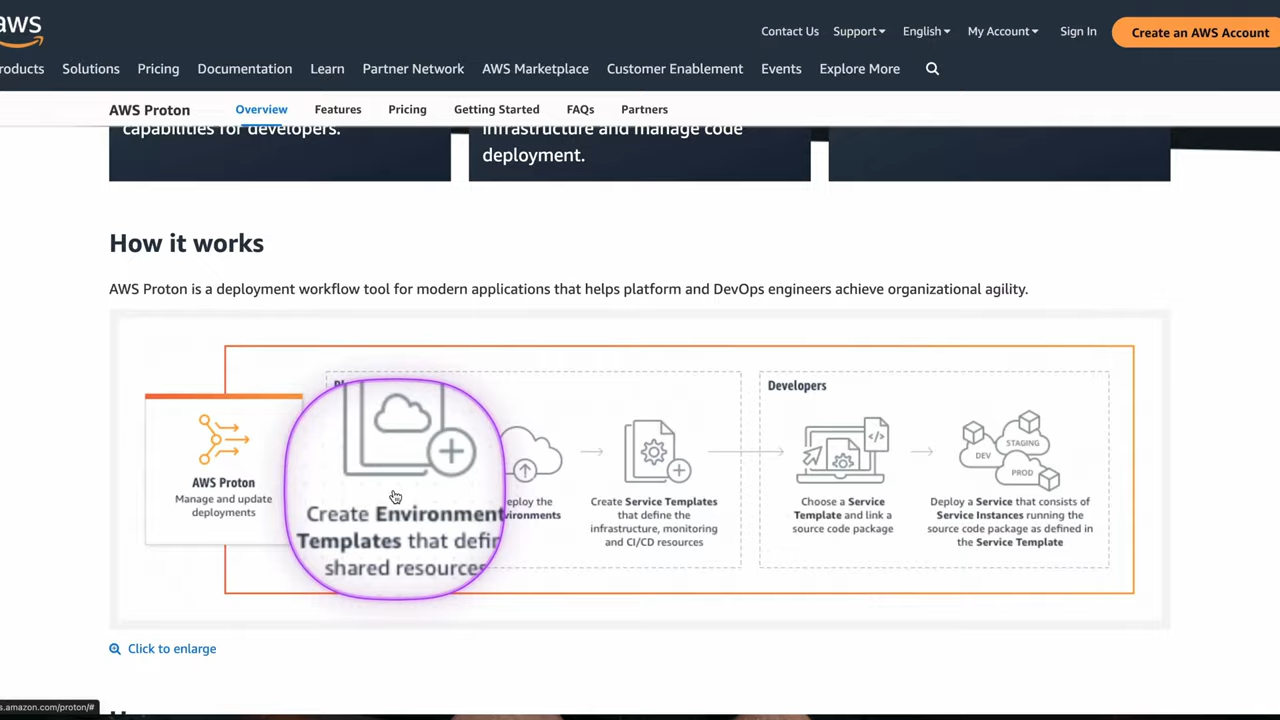 aws
Contact Us Support English My Account Sign In Create an AWS Account
roducts Solutions Pricing Documentation Learn Partner Network AWS Marketplace Customer Enablement Events Explore More
AWS Proton Overview Features Pricing Getting Started FAQs Partners
capabilities for developers.
infrastructure and manage code
deployment.
How it works
AWS Proton is a deployment workflow tool for modern applications that helps platform and DevOps engineers achieve organizational agility.
AWS Proton
Manage and update
deployments
Create Environment
Templates that defin
shared resources
eploy the
vironments
Create Service Templates
that define the
infrastructure, monitoring
and CI/CD resources
Developers
</>
Choose a Service
Template and link a
source code package
STAGING
DEV
PROD
Deploy a Service that consists of
Service Instances running the
source code package as defined in
the Service Template
Click to enlarge
s.amazon.com/proton/#